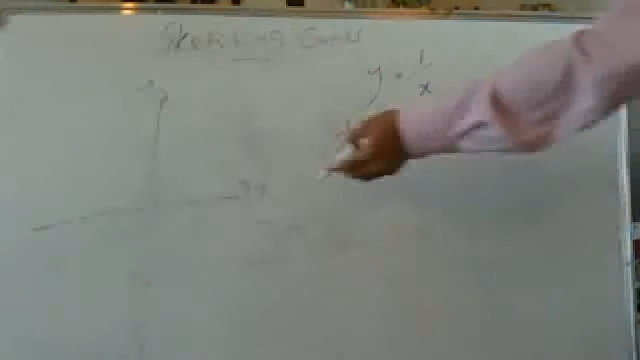 Sketching Curves
y = 1/x
y
x